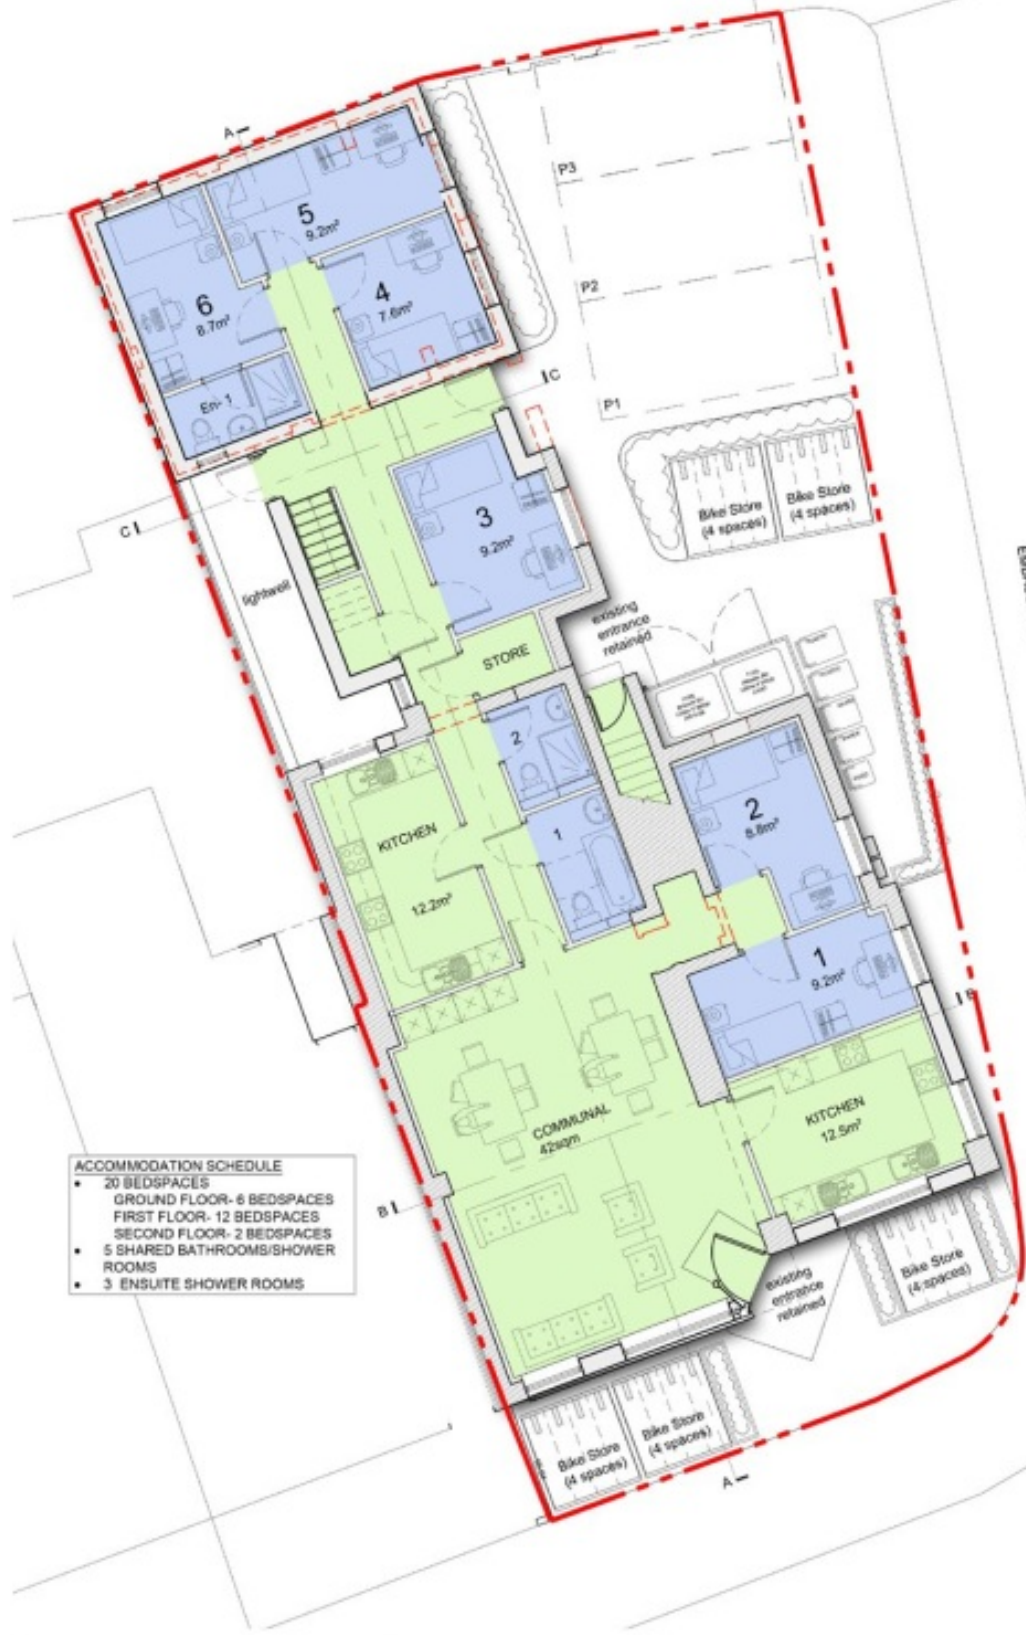 A
P3
5
9.2m²
4
7.6m²
6
8.7m²
P2
En- 1
C
P1
Bike Store
(4 spaces)
Bike Store
(4 spaces)
3
9.2m²
C
lightwell
existing
entrance
retained
STORE
2
2
8.8m²
KITCHEN
12.2m²
1
1
9.2m²
B
COMMUNAL
42sqm
KITCHEN
12.5m²
ACCOMMODATION SCHEDULE
• 20 BEDSPACES
GROUND FLOOR- 6 BEDSPACES
FIRST FLOOR- 12 BEDSPACES
SECOND FLOOR- 2 BEDSPACES
• 5 SHARED BATHROOMS/SHOWER
ROOMS
• 3 ENSUITE SHOWER ROOMS
B
existing
entrance
retained
Bike Store
(4 spaces)
Bike Store
(4 spaces)
Bike Store
(4 spaces)
A